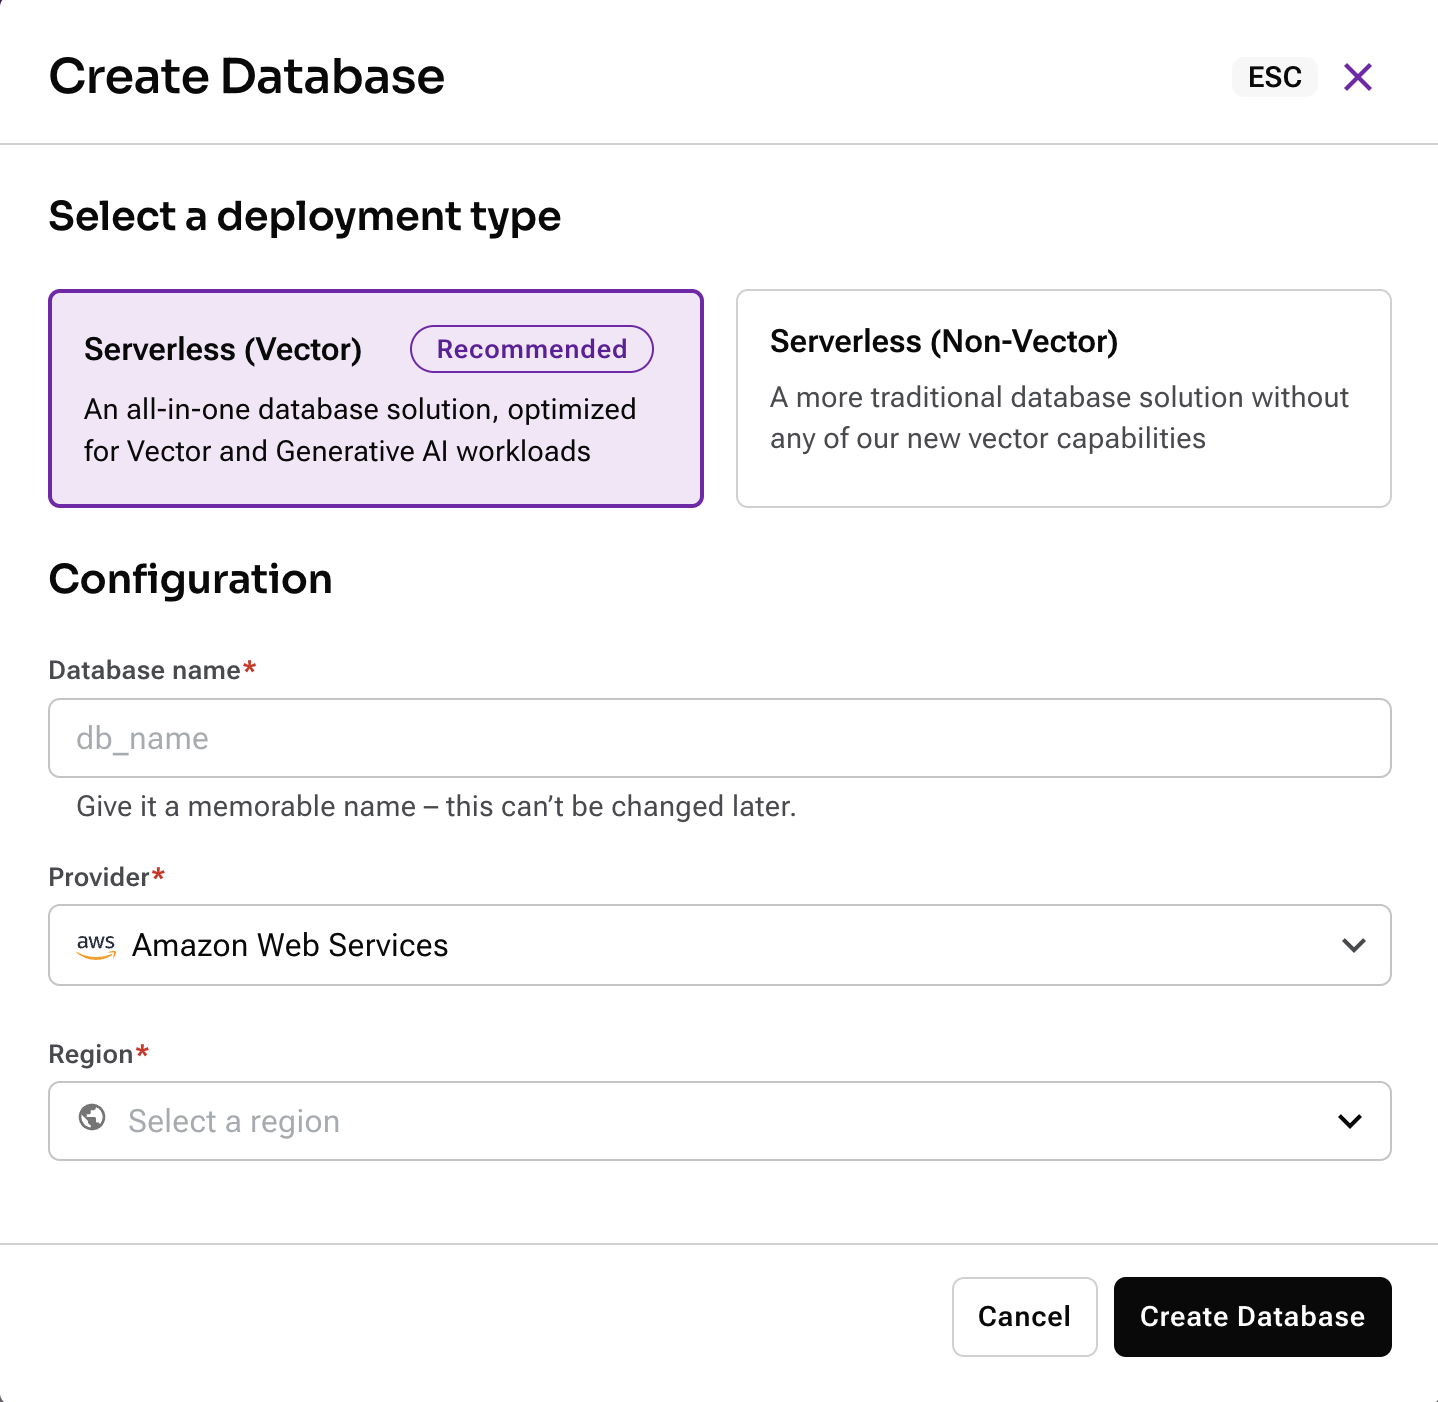 Create Database
ESC
Select a deployment type
Serverless (Vector)
Recommended
An all-in-one database solution, optimized
for Vector and Generative AI workloads
Serverless (Non-Vector)
A more traditional database solution without
any of our new vector capabilities
Configuration
Database name*
db_name
Give it a memorable name – this can’t be changed later.
Provider*
aws Amazon Web Services
Region*
Select a region
Cancel
Create Database